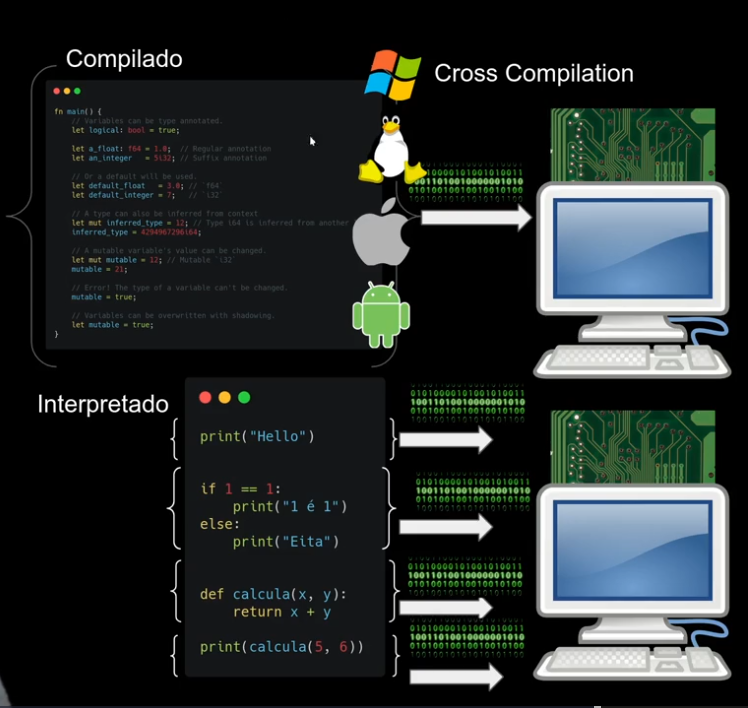 Compilado
Cross Compilation
fn main() {
// Variables can be type annotated.
let logical: bool = true;
let a_float: f64 = 1.0; // Regular annotation
let an_integer = 5i32; // Suffix annotation
// Or a default will be used.
let default_float = 3.0; // `f64`
let default_integer = 7; // `i32`
// A type can also be inferred from context
let mut inferred_type = 12; // Type i64 is inferred from another
inferred_type = 4294967296i64;
// A mutable variable's value can be changed.
let mut mutable = 12; // Mutable `i32`
mutable = 21;
// Error! The type of a variable can't be changed.
mutable = true;
// Variables can be overwritten with shadowing.
let mutable = true;
}
Interpretado
print("Hello")
if 1 == 1:
print("1 é 1")
else:
print("Eita")
def calcula(x, y):
return x + y
print(calcula(5, 6))